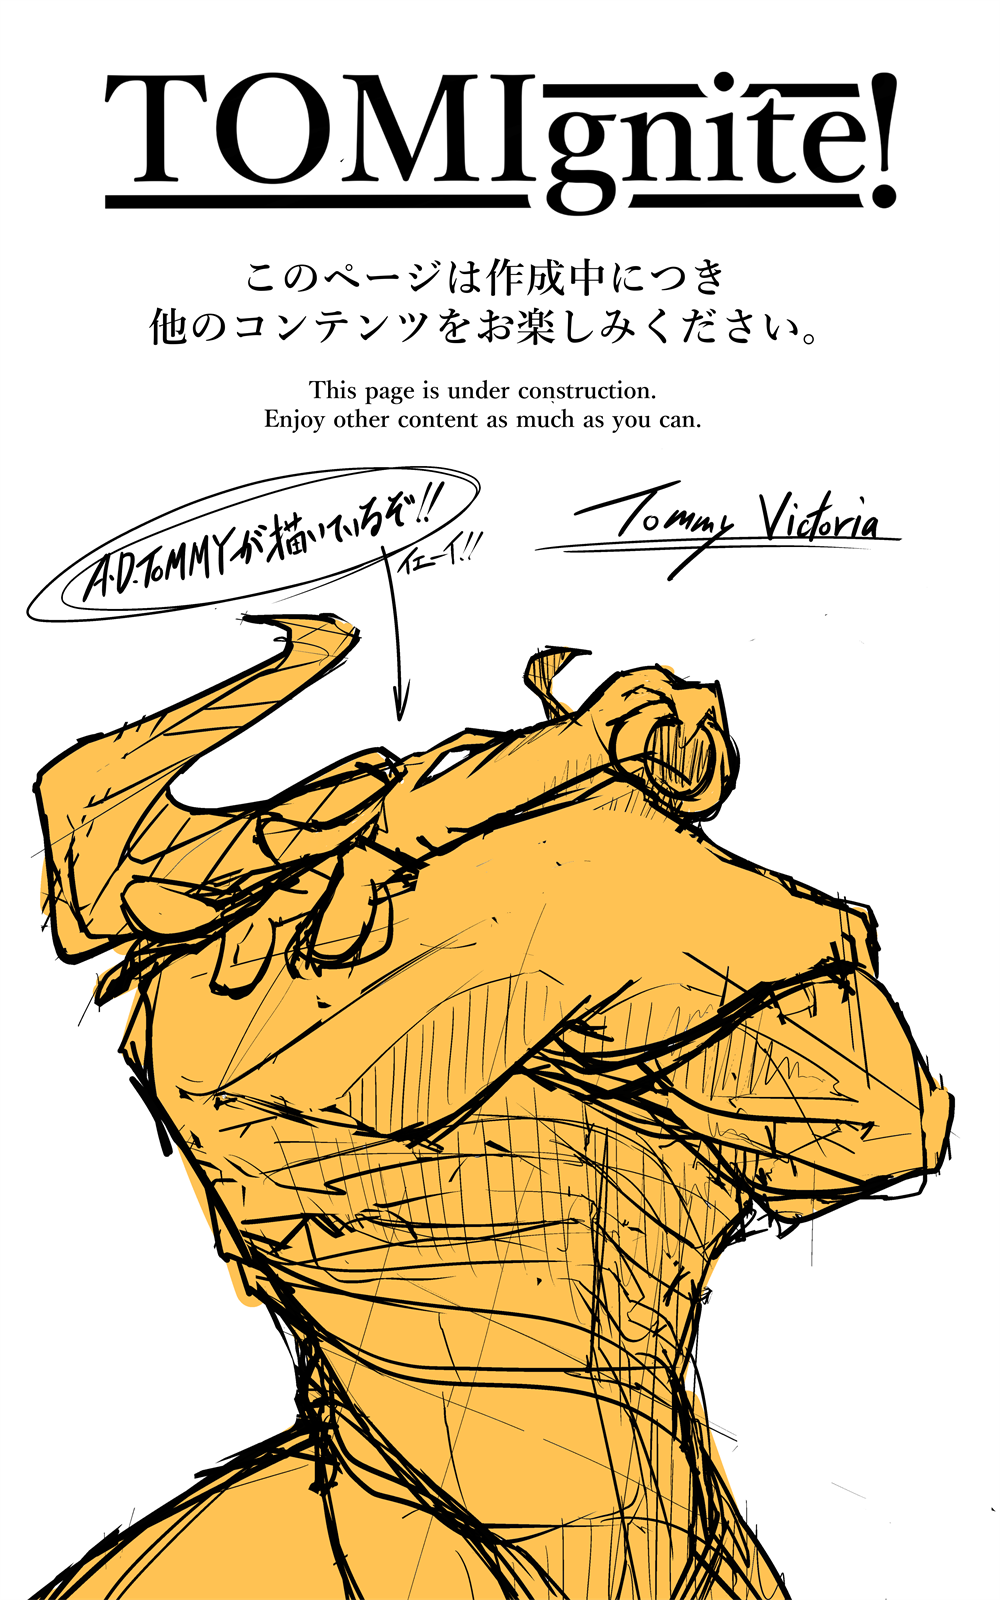 TOMIgnite!
このページは作成中につき
他のコンテンツをお楽しみください。
This page is under construction.
Enjoy other content as much as you can.
A.D.TOMMYが描いているぞ!!
イエーイ!!
Tommy Victoria